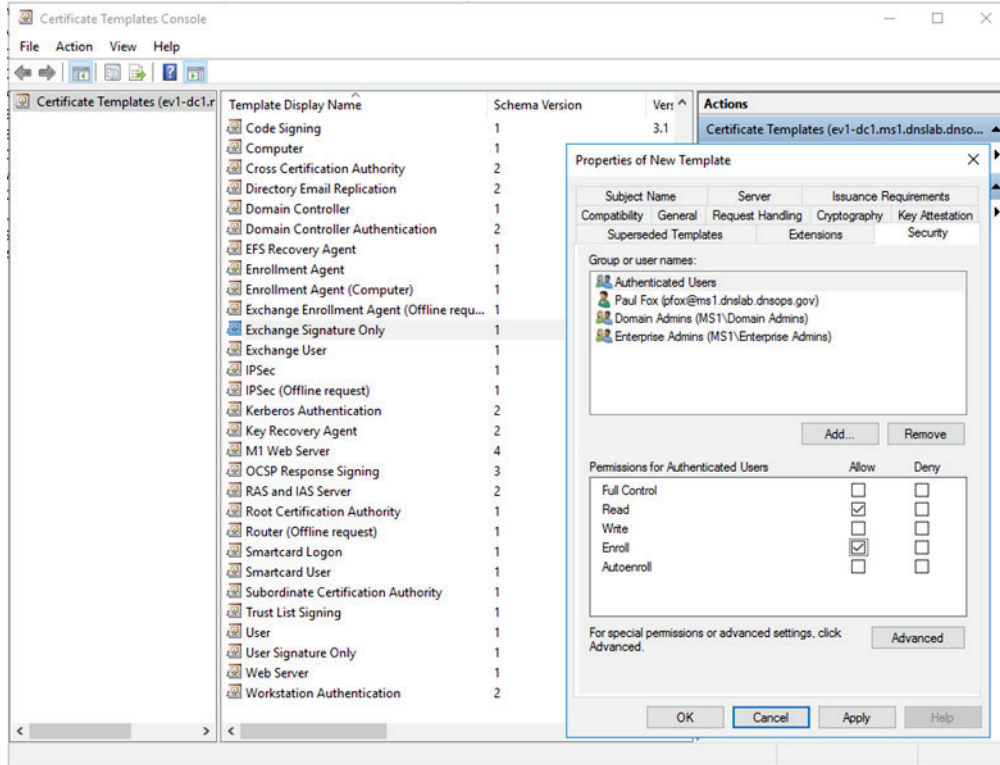 Certificate Templates Console
File Action View Help
Certificate Templates (ev1-dc1.r
Template Display Name Schema Version Vers
Code Signing 1 3.1
Computer 1
Cross Certification Authority 2
Directory Email Replication 2
Domain Controller 1
Domain Controller Authentication 2
EFS Recovery Agent 1
Enrollment Agent 1
Enrollment Agent (Computer) 1
Exchange Enrollment Agent (Offline requ... 1
Exchange Signature Only 1
Exchange User 1
IPSec 1
IPSec (Offline request) 1
Kerberos Authentication 2
Key Recovery Agent 2
M1 Web Server 4
OCSP Response Signing 3
RAS and IAS Server 2
Root Certification Authority 1
Router (Offline request) 1
Smartcard Logon 1
Smartcard User 1
Subordinate Certification Authority 1
Trust List Signing 1
User 1
User Signature Only 1
Web Server 1
Workstation Authentication 2
Actions
Certificate Templates (ev1-dc1.ms1.dnslab.dnso...
Properties of New Template
Subject Name Server Issuance Requirements
Compatibility General Request Handling Cryptography Key Attestation
Superseded Templates Extensions Security
Group or user names:
Authenticated Users
Paul Fox (pfox@ms1.dnslab.dnsops.gov)
Domain Admins (MS1\Domain Admins)
Enterprise Admins (MS1\Enterprise Admins)
Add... Remove
Permissions for Authenticated Users Allow Deny
Full Control
Read
Write
Enroll
Autoenroll
For special permissions or advanced settings, click
Advanced.
Advanced
OK Cancel Apply Help